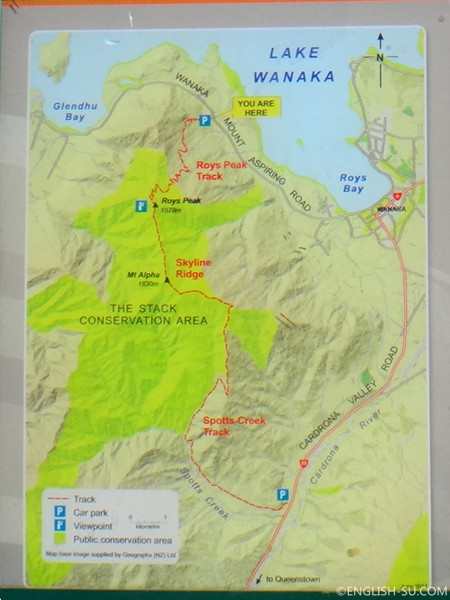 LAKE
WANAKA
N
Glendhu
Bay
WANAKA MOUNT ASPIRING ROAD
YOU ARE
HERE
P
Roys Peak
Track
Roys
Bay
WANAKA
Roys Peak
1578m
Skyline
Ridge
Mt Alpha
1630m
THE STACK
CONSERVATION AREA
CARDRONA VALLEY ROAD
Cardrona River
Spotts Creek
Track
Spotts Creek
P
Track
P Car park
Viewpoint
Public conservation area
0 1
kilometre
Map base image supplied by Geographx (NZ) Ltd
to Queenstown
©ENGLISH-SU.COM